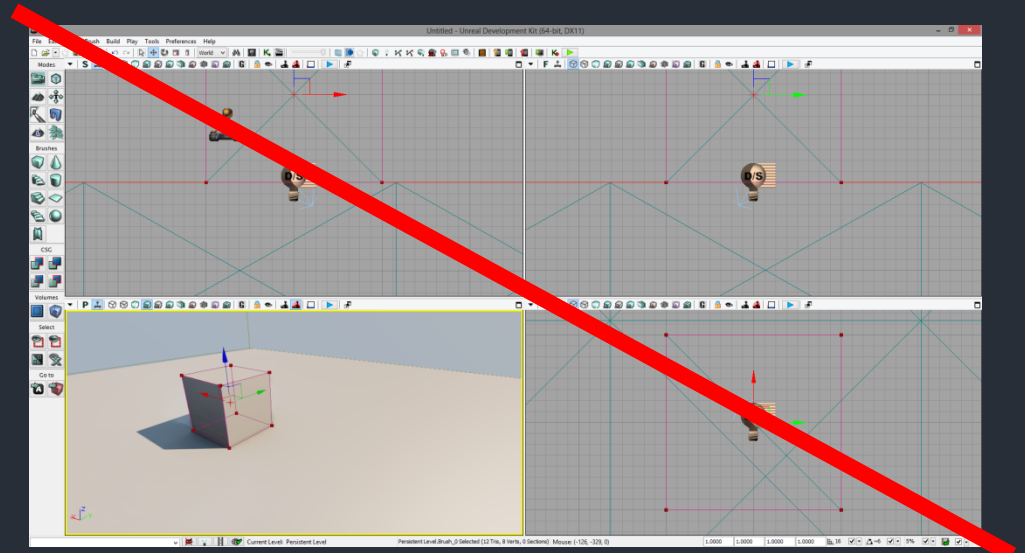 Untitled - Unreal Development Kit (64-bit, DX11)
Brush Build Play Tools Preferences Help
World
Modes
S
F
G
Brushes
D/S
D/S
CSG
Volumes
P
G
G
Select
Go to
Z
Current Level: Persistent Level
Persistent Level.Brush_0 Selected (12 Tris, 8 Verts, 0 Sections) Mouse: (-126, -329, 0)
1.0000 1.0000 1.0000 1.0000 16 5%